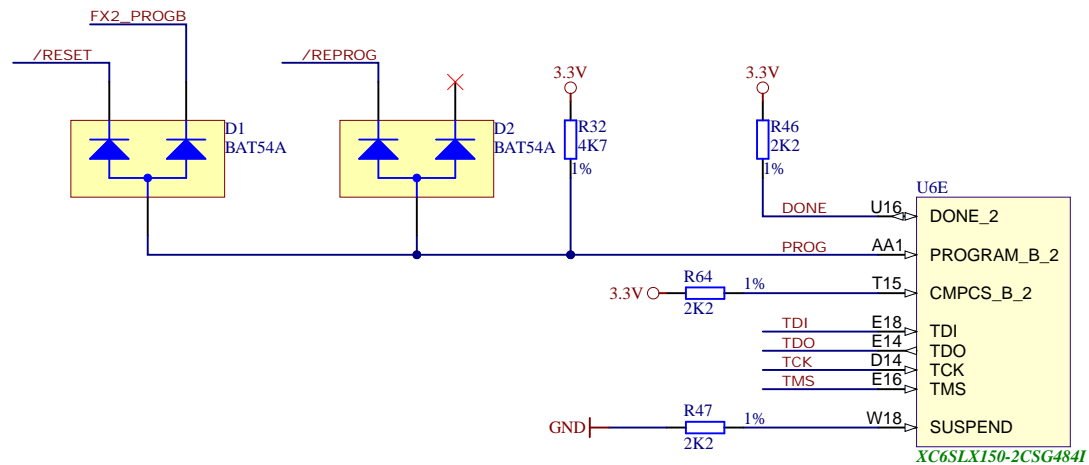 FX2_PROGB
/RESET
/REPROG
3.3V
3.3V
D1
BAT54A
D2
BAT54A
R32
4K7
1%
R46
2K2
1%
U6E
DONE
U16
DONE_2
PROG
AA1
PROGRAM_B_2
R64
3.3V
1%
2K2
T15
CMPCS_B_2
TDI
E18
TDI
TDO
E14
TDO
TCK
D14
TCK
TMS
E16
TMS
R47
GND
1%
2K2
W18
SUSPEND
XC6SLX150-2CSG484I